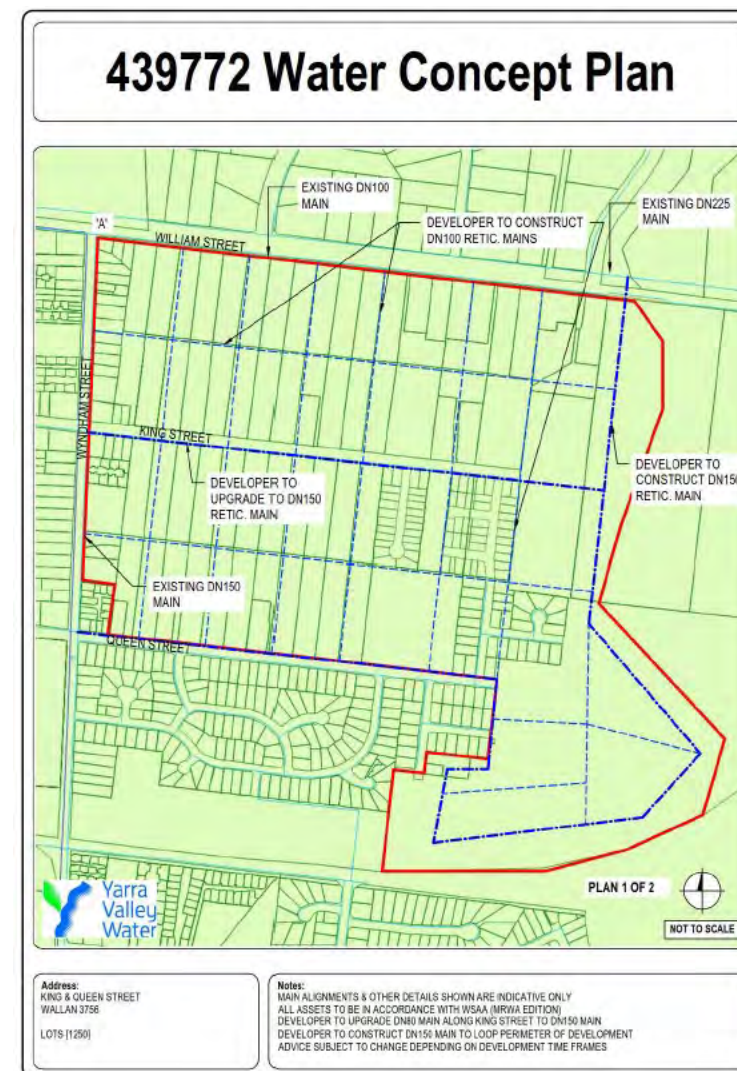 439772 Water Concept Plan
EXISTING DN100
MAIN
EXISTING DN225
MAIN
'A'
DEVELOPER TO CONSTRUCT
DN100 RETIC. MAINS
WILLIAM STREET
WYNDHAM STREET
KING STREET
DEVELOPER TO
UPGRADE TO DN150
RETIC. MAIN
DEVELOPER TO
CONSTRUCT DN150
RETIC. MAIN
EXISTING DN150
MAIN
QUEEN STREET
PLAN 1 OF 2
Yarra
Valley
Water
NOT TO SCALE
Address:
KING & QUEEN STREET
WALLAN 3756
LOTS [1250]
Notes:
MAIN ALIGNMENTS & OTHER DETAILS SHOWN ARE INDICATIVE ONLY
ALL ASSETS TO BE IN ACCORDANCE WITH WSAA (MRWA EDITION)
DEVELOPER TO UPGRADE DN80 MAIN ALONG KING STREET TO DN150 MAIN
DEVELOPER TO CONSTRUCT DN150 MAIN TO LOOP PERIMETER OF DEVELOPMENT
ADVICE SUBJECT TO CHANGE DEPENDING ON DEVELOPMENT TIME FRAMES